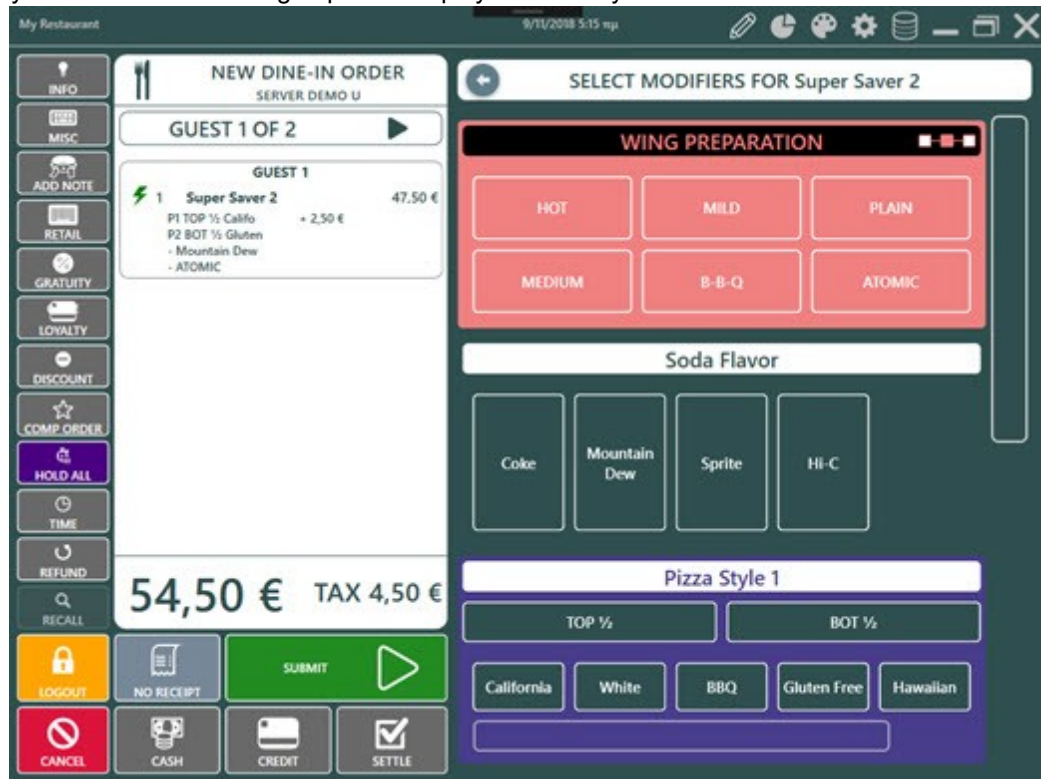 My Restaurant
9/11/2018 5:15 πμ
INFO
MISC
ADD NOTE
RETAIL
GRATUITY
LOYALTY
DISCOUNT
COMP ORDER
HOLD ALL
TIME
REFUND
RECALL
LOGOUT
CANCEL
NEW DINE-IN ORDER
SERVER DEMO U
GUEST 1 OF 2
GUEST 1
1 Super Saver 2 47,50 €
P1 TOP ½ Califo + 2,50 €
P2 BOT ½ Gluten
- Mountain Dew
- ATOMIC
54,50 € TAX 4,50 €
NO RECEIPT
SUBMIT
CASH
CREDIT
SETTLE
SELECT MODIFIERS FOR Super Saver 2
WING PREPARATION
HOT MILD PLAIN
MEDIUM B-B-Q ATOMIC
Soda Flavor
Coke Mountain Dew Sprite Hi-C
Pizza Style 1
TOP ½ BOT ½
California White BBQ Gluten Free Hawaiian